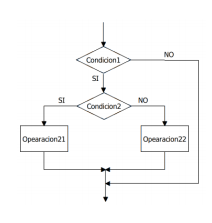 Condicion1
NO
SI
SI
NO
Condicion2
Opearacion21
Opearacion22